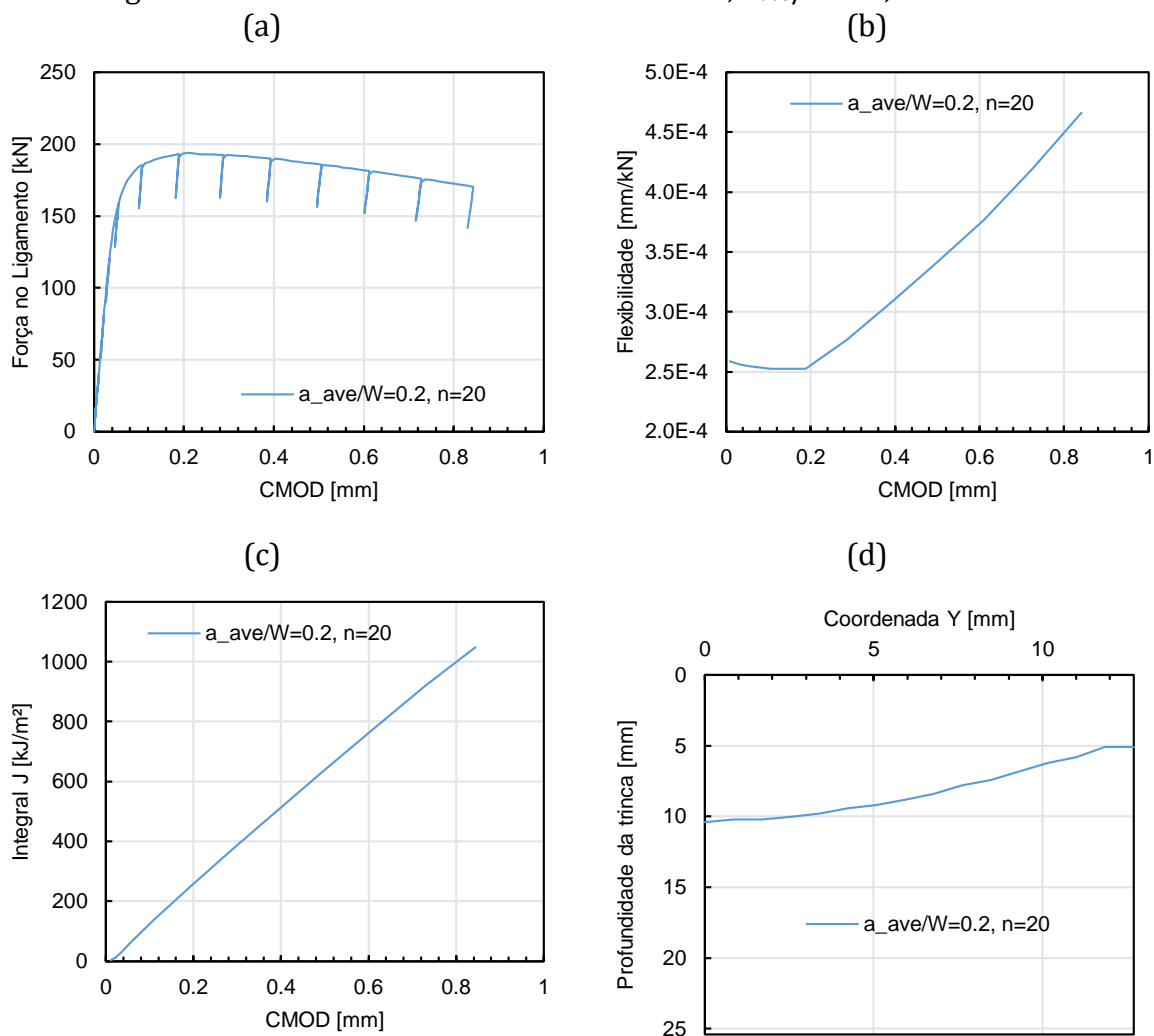 (a)
250
200
150
100
50
0
Força no Ligamento [kN]
a_ave/W=0.2, n=20
0 0.2 0.4 0.6 0.8 1
CMOD [mm]
(b)
5.0E-4
4.5E-4
4.0E-4
3.5E-4
3.0E-4
2.5E-4
2.0E-4
Flexibilidade [mm/kN]
a_ave/W=0.2, n=20
0 0.2 0.4 0.6 0.8 1
CMOD [mm]
(c)
1200
1000
800
600
400
200
0
Integral J [kJ/m²]
a_ave/W=0.2, n=20
0 0.2 0.4 0.6 0.8 1
CMOD [mm]
(d)
Coordenada Y [mm]
0 5 10
0
5
10
15
20
25
Profundidade da trinca [mm]
a_ave/W=0.2, n=20